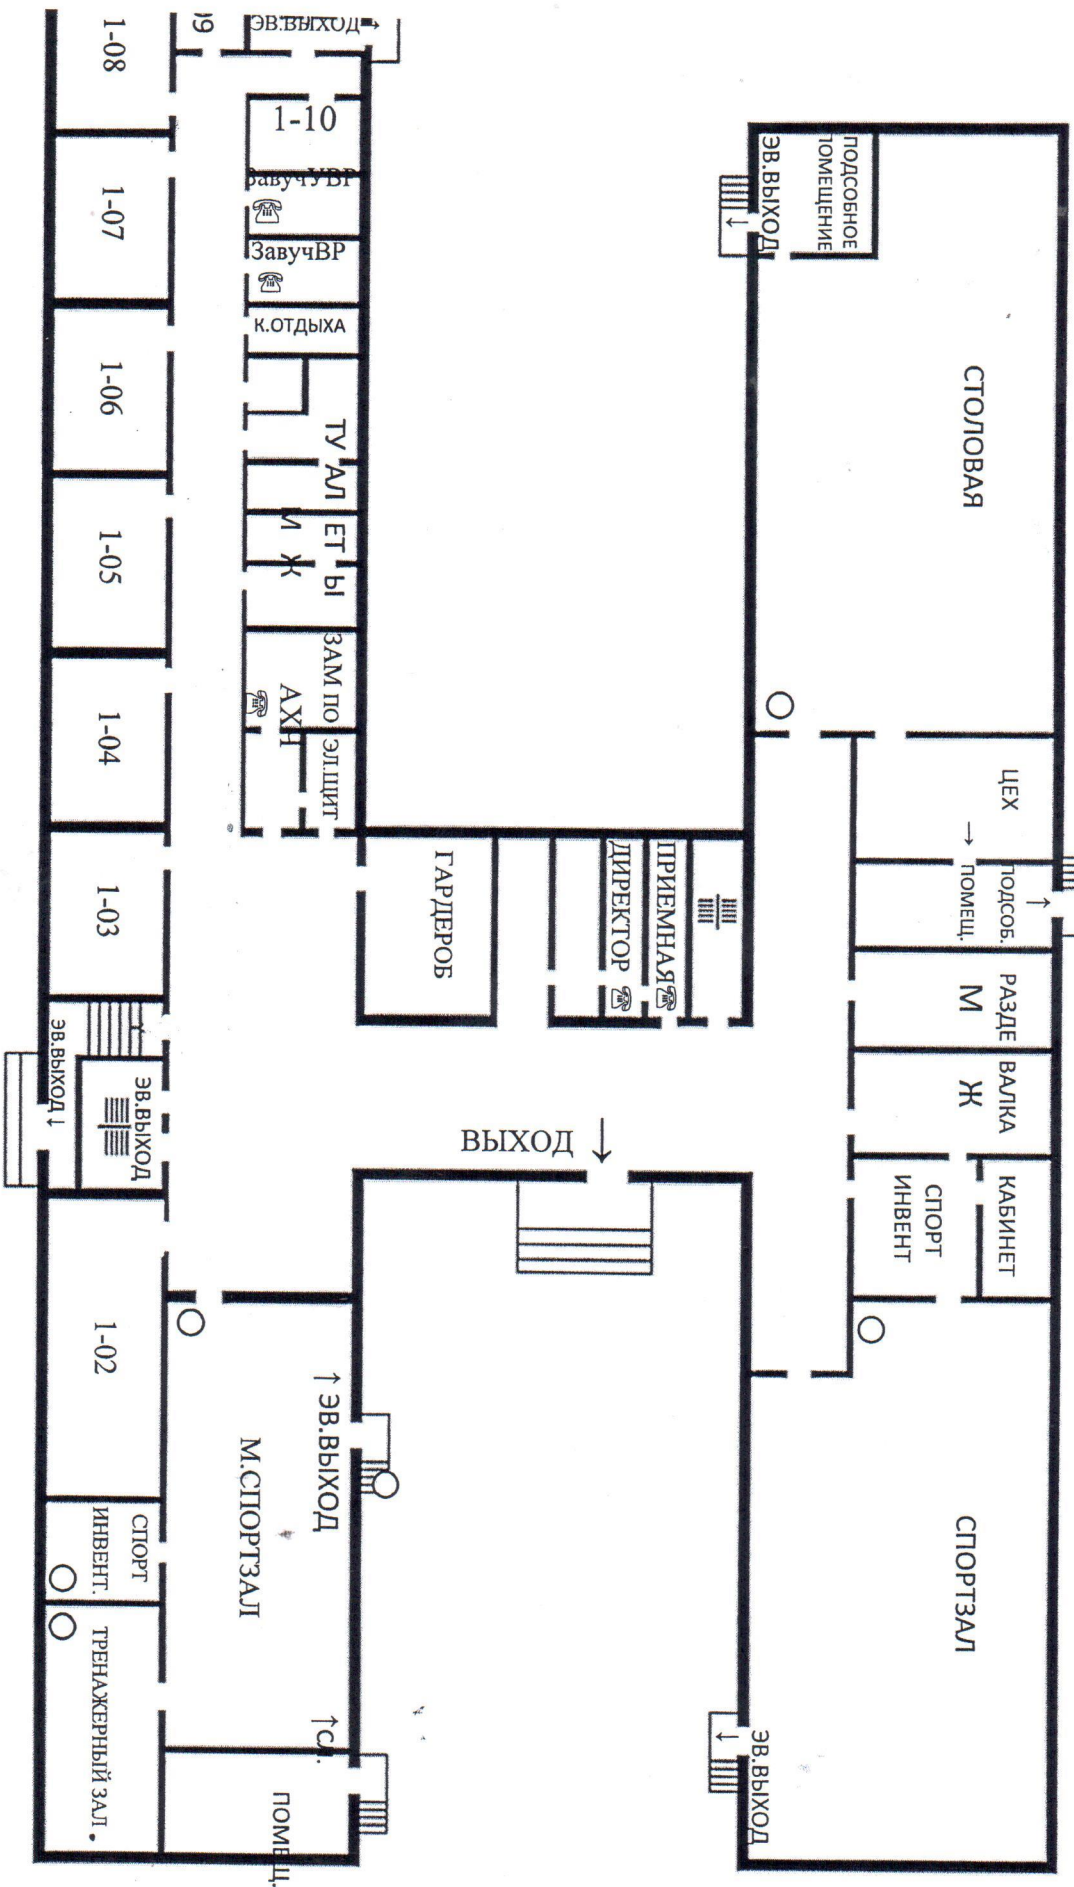 1-08
09
ЭВ.ВЫХОД
1-10
ЗавучУВР
ЗавучВР
К.ОТДЫХА
ТУ АЛ ЕТ Ы
М Ж
ЗАМ ПО
АХЧ
ЭЛ.ЩИТ
1-07
1-06
1-05
1-04
1-03
ЭВ.ВЫХОД↓
ЭВ.ВЫХОД
1-02
СПОРТ
ИНВЕНТ.
ТРЕНАЖЕРНЫЙ ЗАЛ
М.СПОРТЗАЛ
↑ ЭВ.ВЫХОД
↑СЛ.
ПОМЕЩ.
ГАРДЕРОБ
ДИРЕКТОР
ПРИЕМНАЯ
ВЫХОД ↓
ПОДСОБНОЕ
ПОМЕЩЕНИЕ
ЭВ.ВЫХОД
СТОЛОВАЯ
ЦЕХ
ПОДСОБ.
ПОМЕЩ.
РАЗДЕ ВАЛКА
М Ж
КАБИНЕТ
СПОРТ
ИНВЕНТ
СПОРТЗАЛ
ЭВ.ВЫХОД